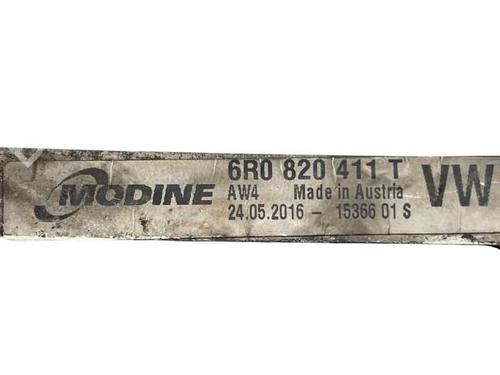 MODINE
6R0 820 411 T
AW4 Made in Austria
24.05.2016 - 15366 01 S
VW